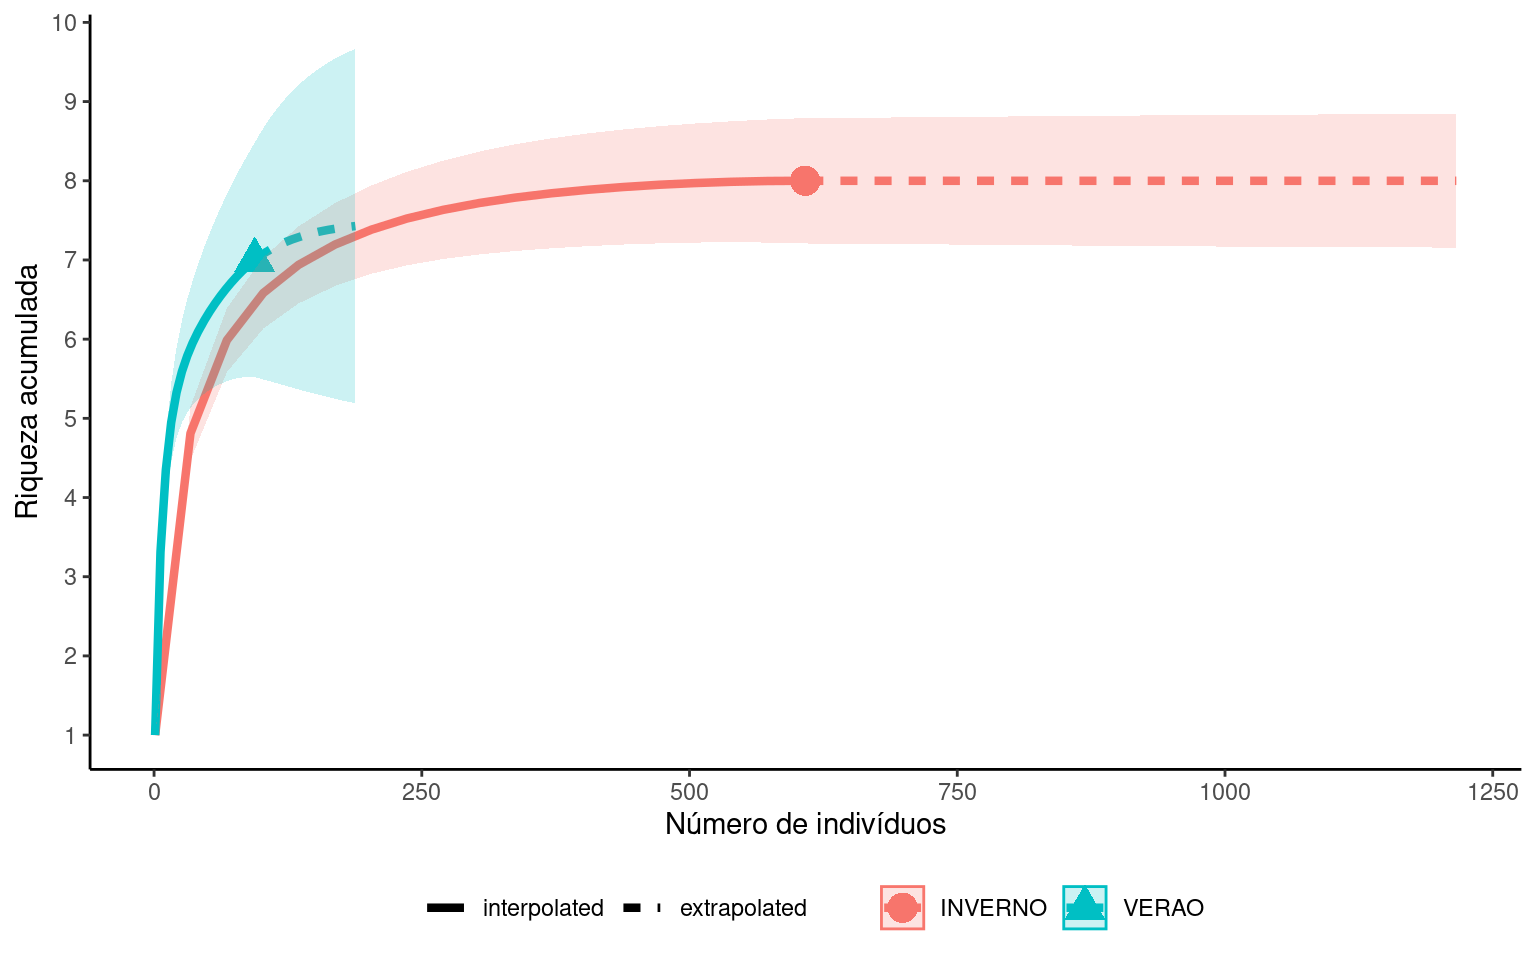 10
9
8
7
6
5
4
3
2
1
Riqueza acumulada
0 250 500 750 1000 1250
Número de indivíduos
interpolated extrapolated INVERNO VERAO